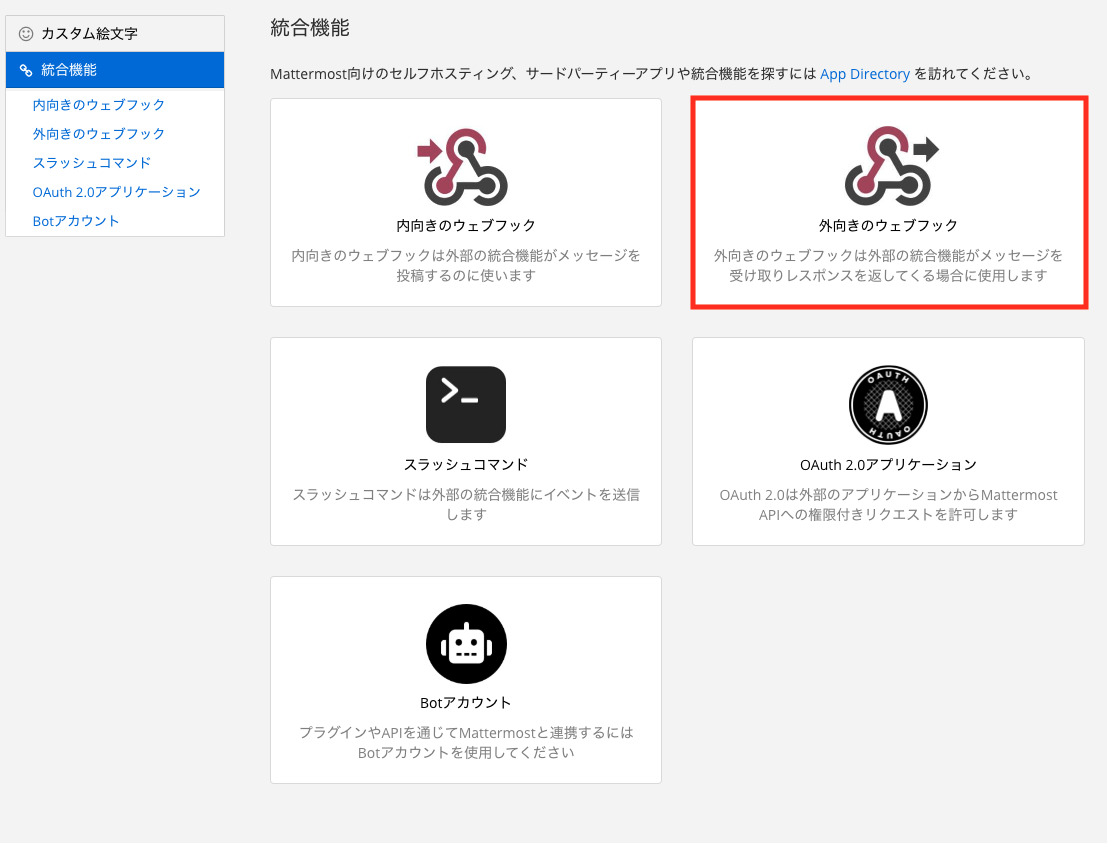 カスタム絵文字
統合機能
内向きのウェブフック
外向きのウェブフック
スラッシュコマンド
OAuth 2.0アプリケーション
Botアカウント
統合機能
Mattermost向けのセルフホスティング、サードパーティーアプリや統合機能を探すには App Directory を訪れてください。
内向きのウェブフック
内向きのウェブフックは外部の統合機能がメッセージを
投稿するのに使います
外向きのウェブフック
外向きのウェブフックは外部の統合機能がメッセージを
受け取りレスポンスを返してくる場合に使用します
スラッシュコマンド
スラッシュコマンドは外部の統合機能にイベントを送信
します
OAUTH
A
OAUTH
OAuth 2.0アプリケーション
OAuth 2.0は外部のアプリケーションからMattermost
APIへの権限付きリクエストを許可します
Botアカウント
プラグインやAPIを通じてMattermostと連携するには
Botアカウントを使用してください